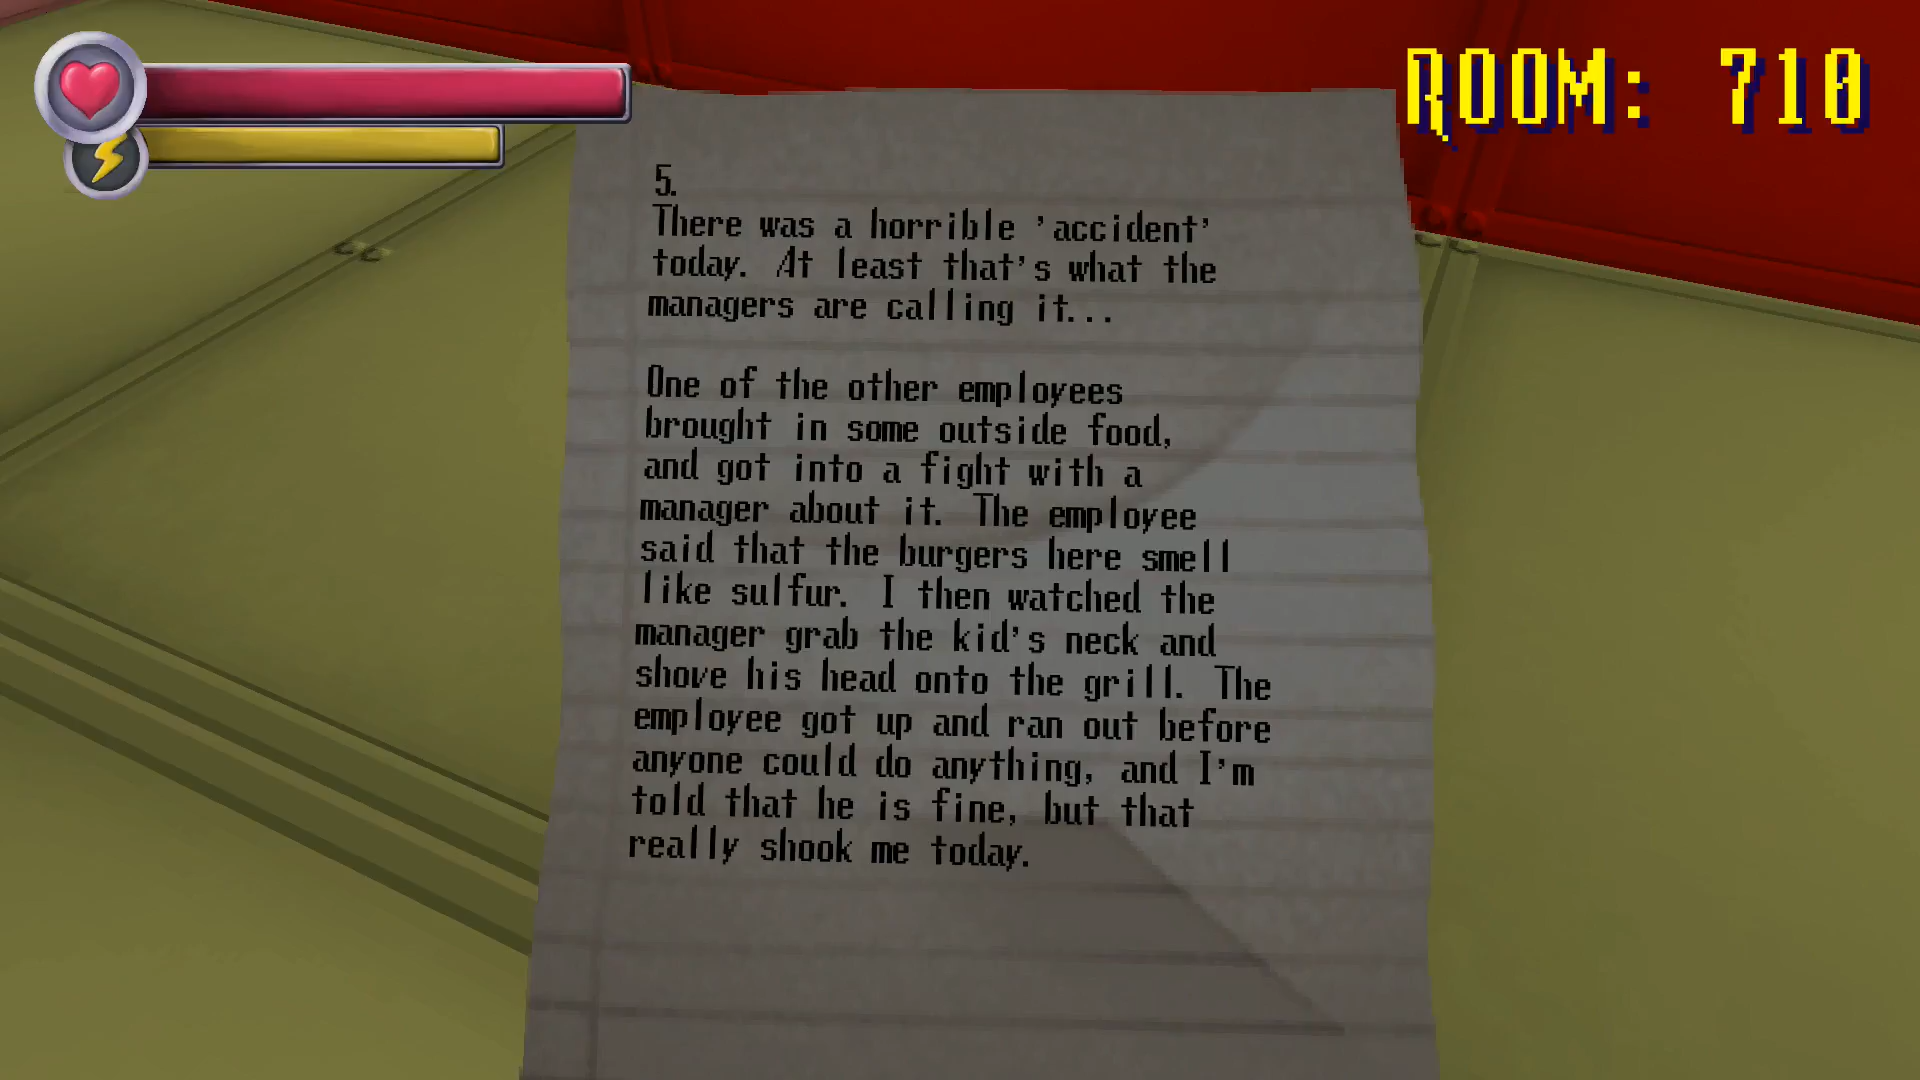 ROOM: 710
5.
There was a horrible 'accident'
today. At least that's what the
managers are calling it...
One of the other employees
brought in some outside food,
and got into a fight with a
manager about it. The employee
said that the burgers here smell
like sulfur. I then watched the
manager grab the kid's neck and
shove his head onto the grill. The
employee got up and ran out before
anyone could do anything, and I'm
told that he is fine, but that
really shook me today.